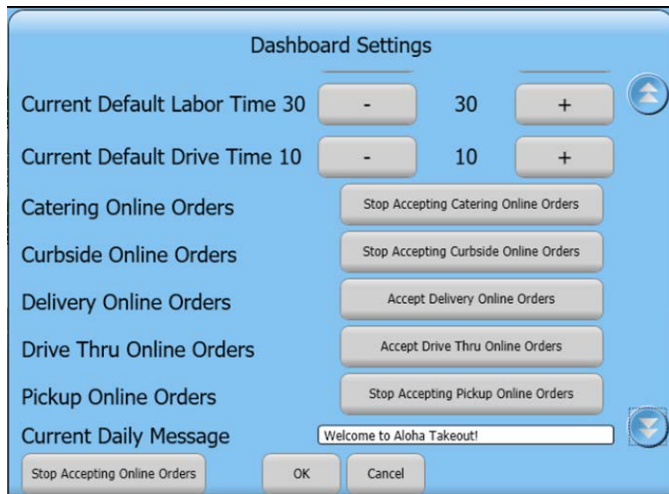 Dashboard Settings
Current Default Labor Time 30 - 30 +
Current Default Drive Time 10 - 10 +
Catering Online Orders Stop Accepting Catering Online Orders
Curbside Online Orders Stop Accepting Curbside Online Orders
Delivery Online Orders Accept Delivery Online Orders
Drive Thru Online Orders Accept Drive Thru Online Orders
Pickup Online Orders Stop Accepting Pickup Online Orders
Current Daily Message Welcome to Aloha Takeout!
Stop Accepting Online Orders OK Cancel